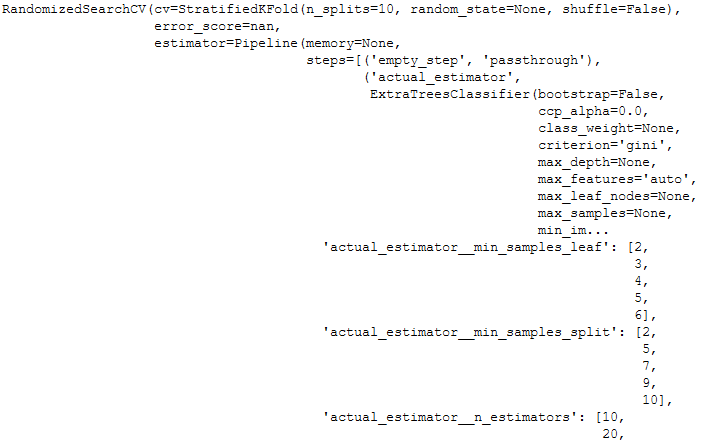 RandomizedSearchCV(cv=StratifiedKFold(n_splits=10, random_state=None, shuffle=False),
                   error_score=nan,
                   estimator=Pipeline(memory=None,
                                      steps=[('empty_step', 'passthrough'),
                                             ('actual_estimator',
                                              ExtraTreesClassifier(bootstrap=False,
                                                                   ccp_alpha=0.0,
                                                                   class_weight=None,
                                                                   criterion='gini',
                                                                   max_depth=None,
                                                                   max_features='auto',
                                                                   max_leaf_nodes=None,
                                                                   max_samples=None,
                                                                   min_im...
                                        'actual_estimator__min_samples_leaf': [2,
                                                                               3,
                                                                               4,
                                                                               5,
                                                                               6],
                                        'actual_estimator__min_samples_split': [2,
                                                                                5,
                                                                                7,
                                                                                9,
                                                                                10],
                                        'actual_estimator__n_estimators': [10,
                                                                           20,